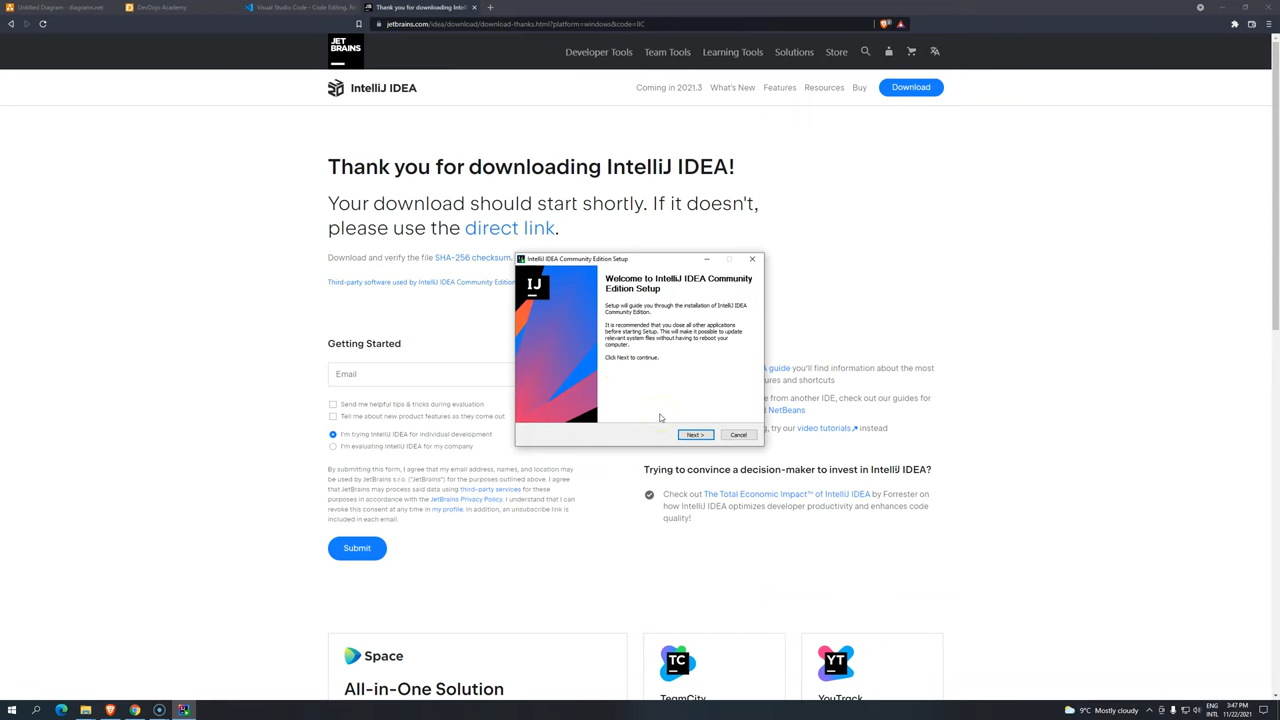 Untitled Diagram - diagrams.net
DevDojo Academy
Visual Studio Code - Code Editing. R
Thank you for downloading IntelliJ
jetbrains.com/idea/download/download-thanks.html?platform=windows&code=IIC
JET
BRAINS
Developer Tools
Team Tools
Learning Tools
Solutions
Store
IntelliJ IDEA
Coming in 2021.3
What's New
Features
Resources
Buy
Download
Thank you for downloading IntelliJ IDEA!
Your download should start shortly. If it doesn't,
please use the direct link.
Download and verify the file SHA-256 checksum.
Third-party software used by IntelliJ IDEA Community Edition
IntelliJ IDEA Community Edition Setup
IJ
Welcome to IntelliJ IDEA Community
Edition Setup
Setup will guide you through the installation of IntelliJ IDEA
Community Edition.
It is recommended that you close all other applications
before starting Setup. This will make it possible to update
relevant system files without having to reboot your
computer.
Click Next to continue.
Next >
Cancel
Getting Started
Email
Send me helpful tips & tricks during evaluation
Tell me about new product features as they come out
I'm trying IntelliJ IDEA for individual development
I'm evaluating IntelliJ IDEA for my company
By submitting this form, I agree that my email address, names, and location may
be used by JetBrains s.r.o. ("JetBrains") for the purposes outlined above. I agree
that JetBrains may process said data using third-party services for these
purposes in accordance with the JetBrains Privacy Policy. I understand that I can
revoke this consent at any time in my profile. In addition, an unsubscribe link is
included in each email.
Submit
guide you'll find information about the most
ures and shortcuts
from another IDE, check out our guides for
NetBeans
g, try our video tutorials↗ instead
Trying to convince a decision-maker to invest in IntelliJ IDEA?
Check out The Total Economic Impact™ of IntelliJ IDEA by Forrester on
how IntelliJ IDEA optimizes developer productivity and enhances code
quality!
Space
All-in-One Solution
TC
TeamCity
YT
YouTrack
9°C Mostly cloudy
ENG
INTL
3:47 PM
11/22/2021